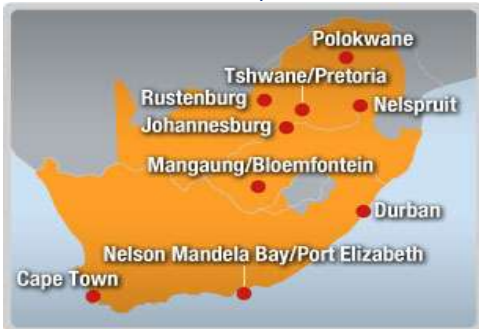 Polokwane
Tshwane/Pretoria
Rustenburg
Nelspruit
Johannesburg
Mangaung/Bloemfontein
Durban
Nelson Mandela Bay/Port Elizabeth
Cape Town